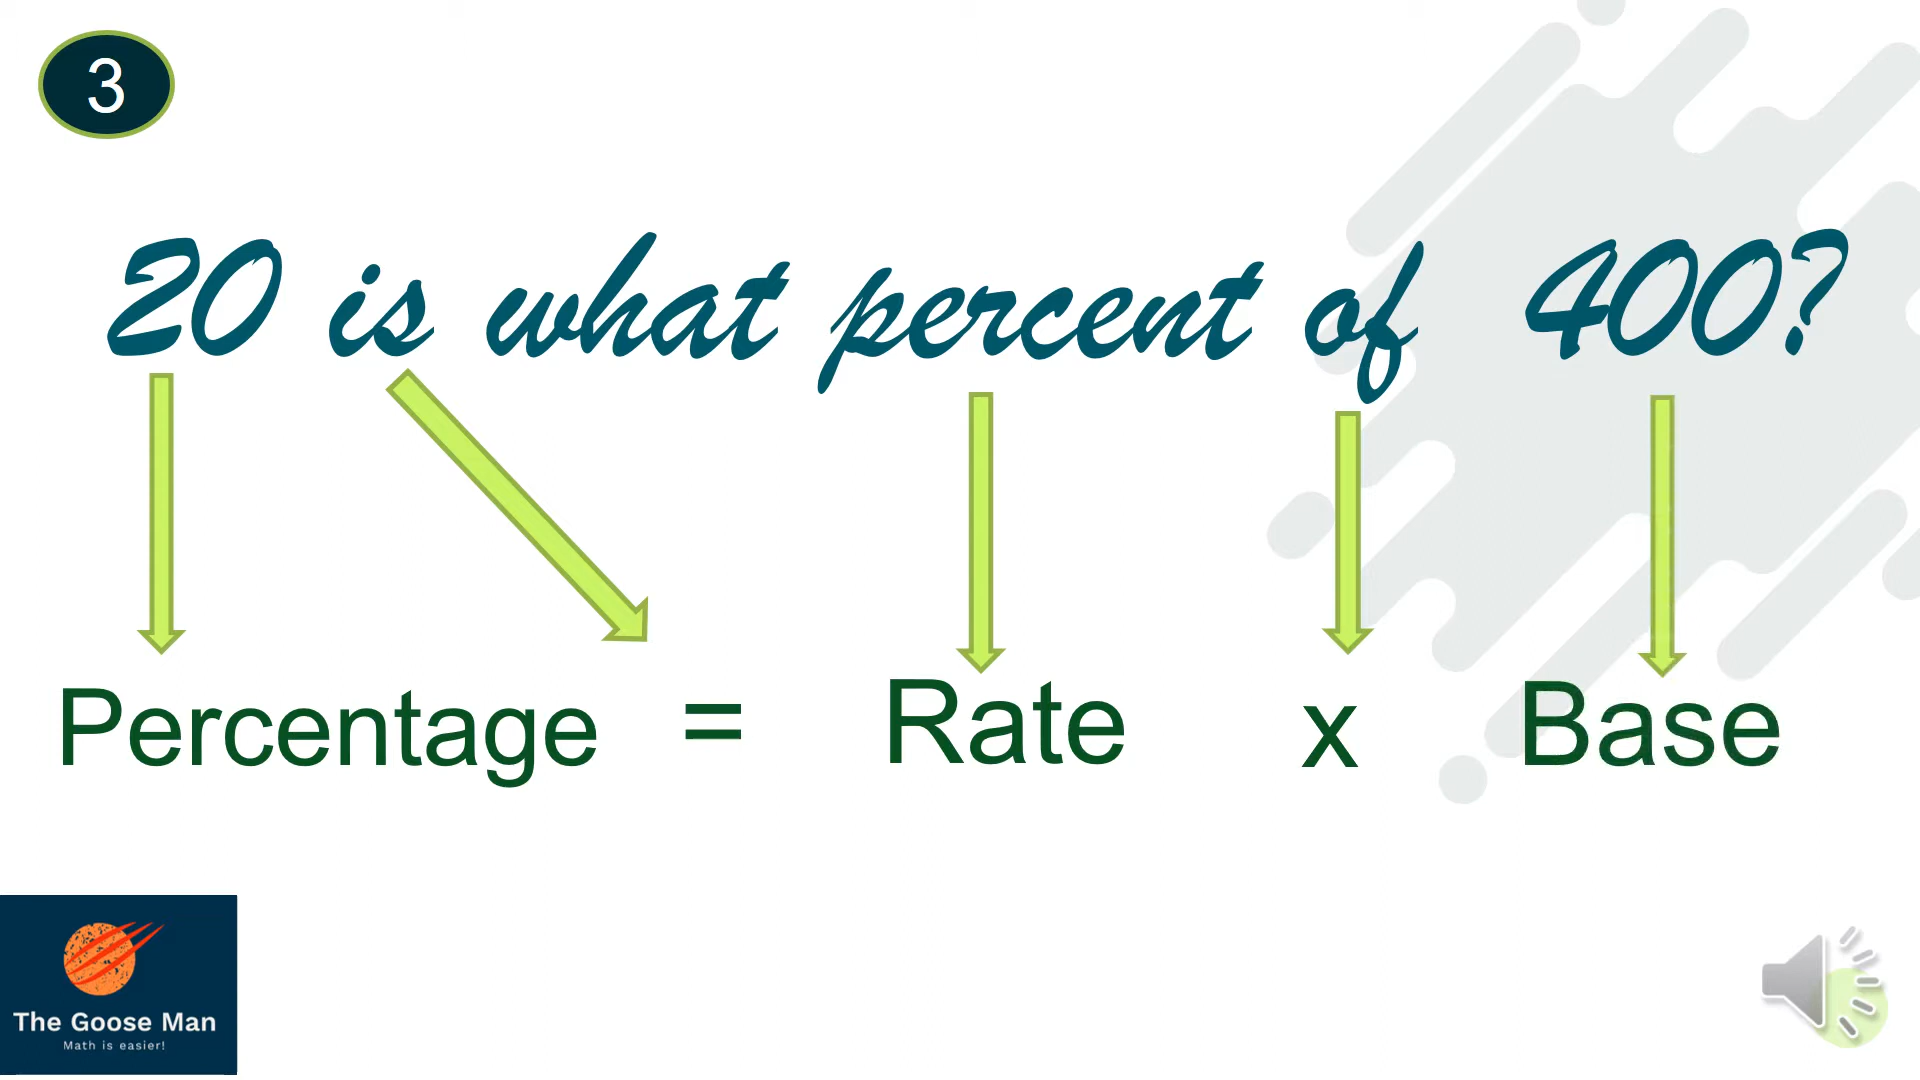 3
20 is what percent of 400?
Percentage = Rate x Base
The Goose Man
Math is easier!